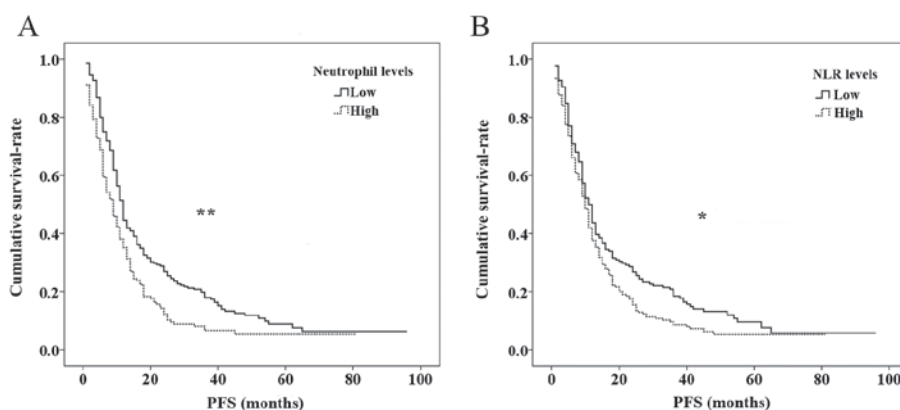 A
Cumulative survival-rate
1.0
0.8
0.6
0.4
0.2
0.0
Neutrophil levels
Low
High
**
0 20 40 60 80 100
PFS (months)
B
Cumulative survival-rate
1.0
0.8
0.6
0.4
0.2
0.0
NLR levels
Low
High
*
0 20 40 60 80 100
PFS (months)